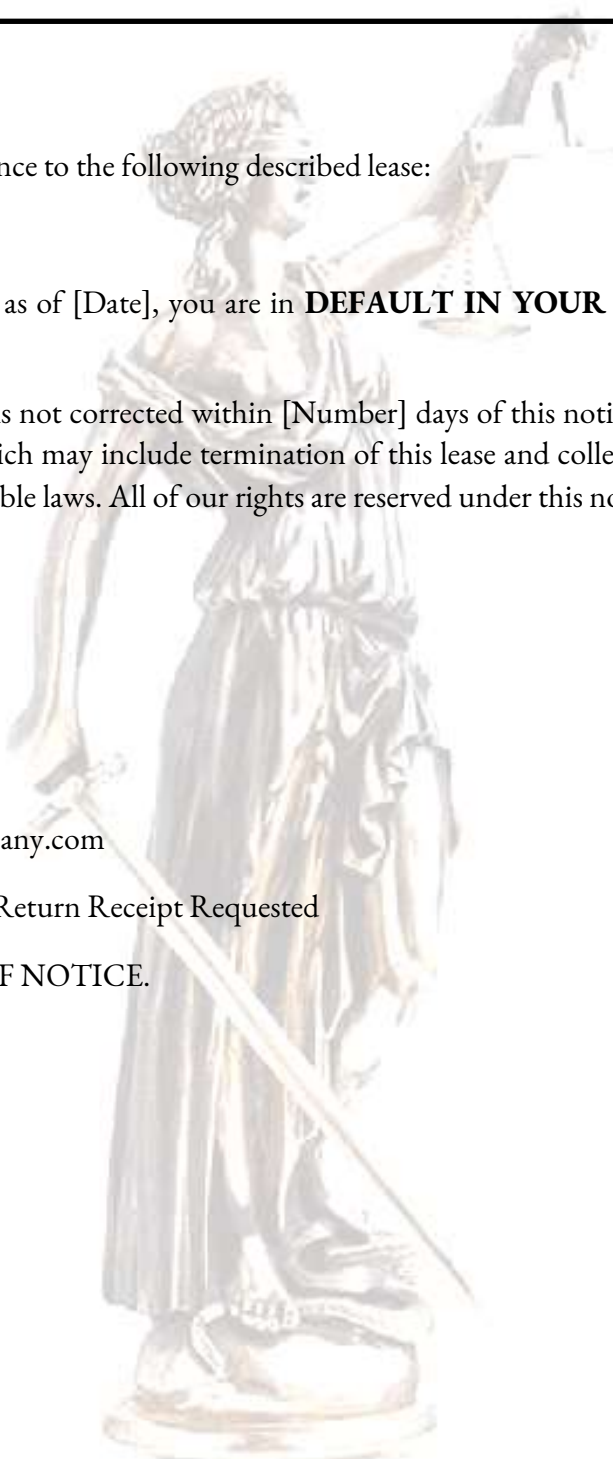 nce to the following described lease:
as of [Date], you are in DEFAULT IN YOUR
s not corrected within [Number] days of this noti
ich may include termination of this lease and colle
ble laws. All of our rights are reserved under this no
any.com
Return Receipt Requested
F NOTICE.